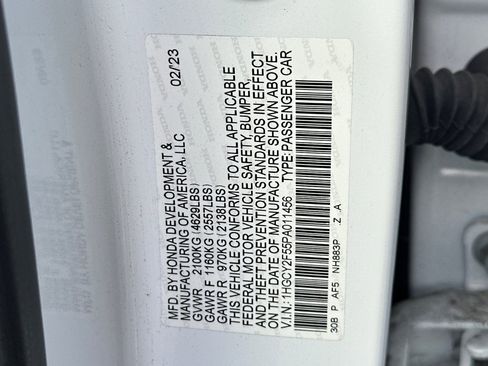 MFD. BY HONDA DEVELOPMENT & 02/23
MANUFACTURING OF AMERICA, LLC
GVWR 2100KG (4629LBS)
GAWR F 1160KG (2557LBS)
GAWR R 970KG (2138LBS)
THIS VEHICLE CONFORMS TO ALL APPLICABLE
FEDERAL MOTOR VEHICLE SAFETY, BUMPER,
AND THEFT PREVENTION STANDARDS IN EFFECT
ON THE DATE OF MANUFACTURE SHOWN ABOVE.
V.I.N.: 1HGCY2F55PA011456 TYPE:PASSENGER CAR
30B P AF5 NH883P Z A